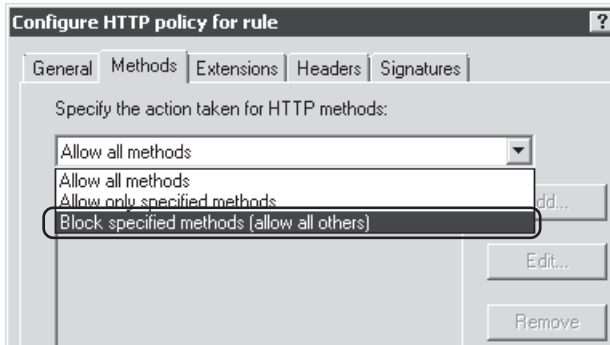 Configure HTTP policy for rule ?
General Methods Extensions Headers Signatures
Specify the action taken for HTTP methods:
Allow all methods
Allow all methods
Allow only specified methods
Block specified methods (allow all others)
Edit...
Remove